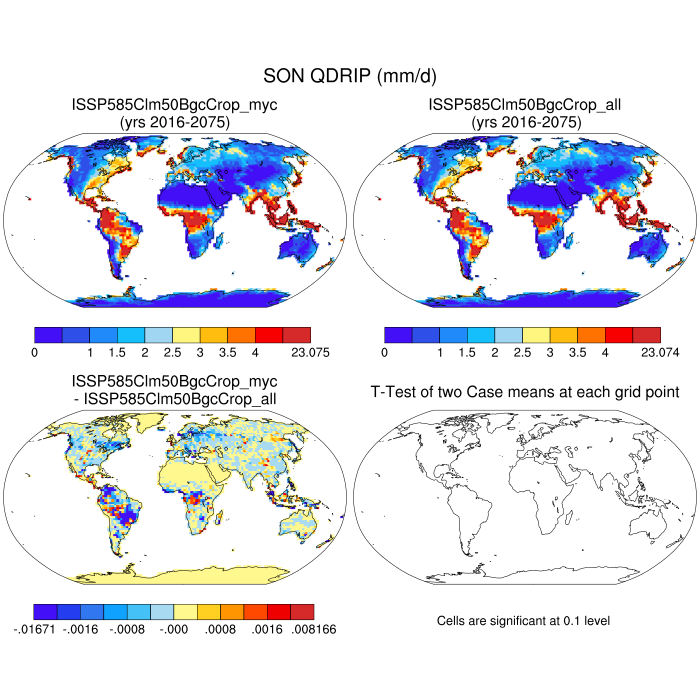 SON QDRIP (mm/d)
ISSP585Clm50BgcCrop_myc
(yrs 2016-2075)
ISSP585Clm50BgcCrop_all
(yrs 2016-2075)
0 1 1.5 2 2.5 3 3.5 4 23.075
0 1 1.5 2 2.5 3 3.5 4 23.074
ISSP585Clm50BgcCrop_myc
- ISSP585Clm50BgcCrop_all
T-Test of two Case means at each grid point
-.01671 -.0016 -.0008 -.000 .0008 .0016 .008166
Cells are significant at 0.1 level